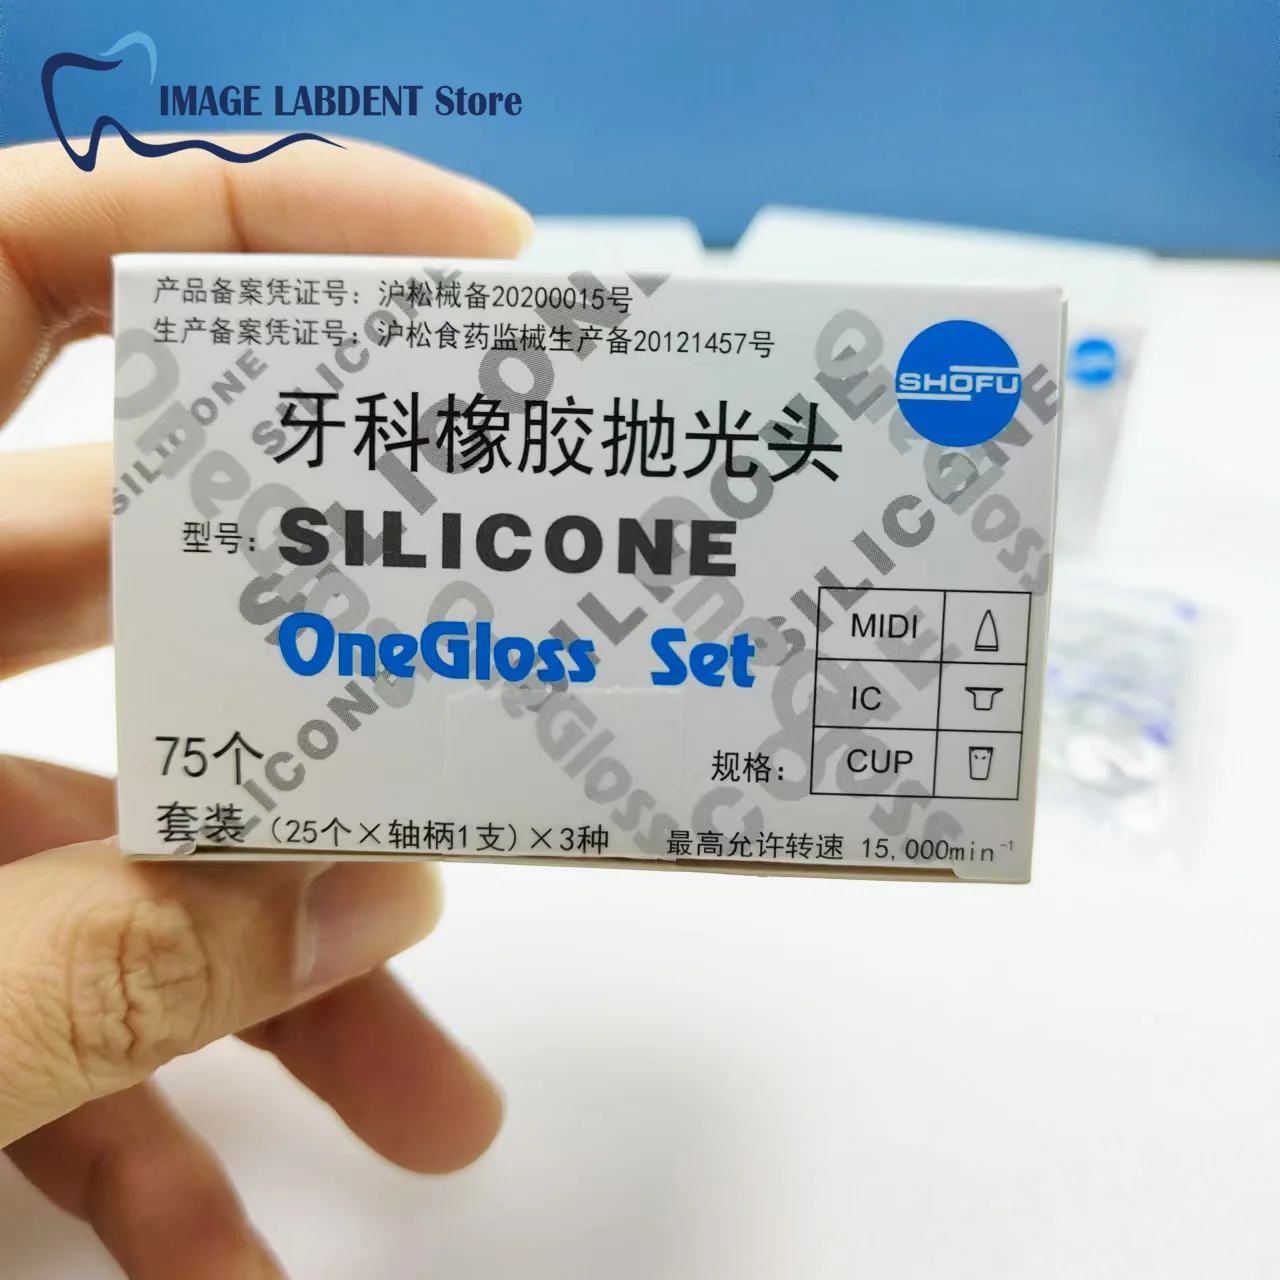 IMAGE LABDENT Store
产品备案凭证号：沪松械备20200015号
生产备案凭证号：沪松食药监械生产备20121457号
SHOFU
牙科橡胶抛光头
型号：SILICONE
OneGloss Set
MIDI
IC
CUP
规格：
75个
套装（25个×轴柄1支）×3种
最高允许转速 15,000min⁻¹